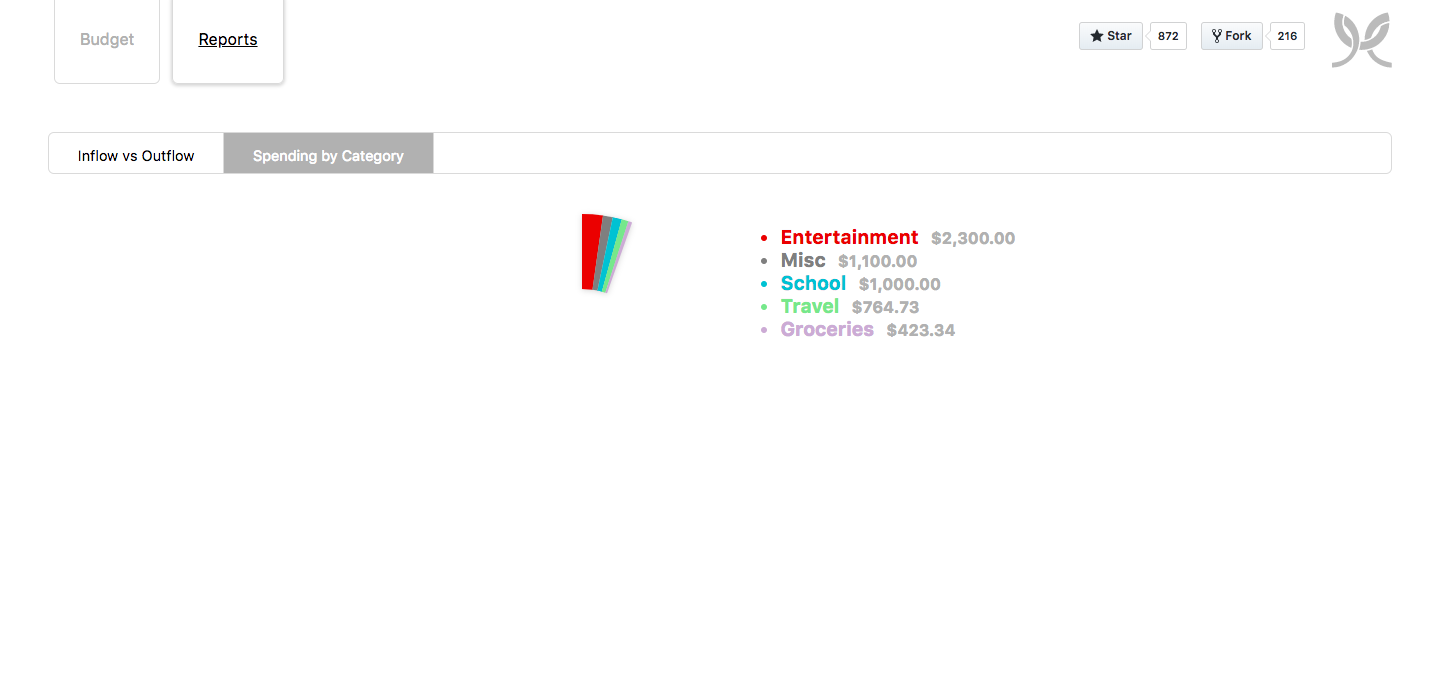 Budget
Reports
Star
872
Fork
216
Inflow vs Outflow
Spending by Category
Entertainment $2,300.00
Misc $1,100.00
School $1,000.00
Travel $764.73
Groceries $423.34